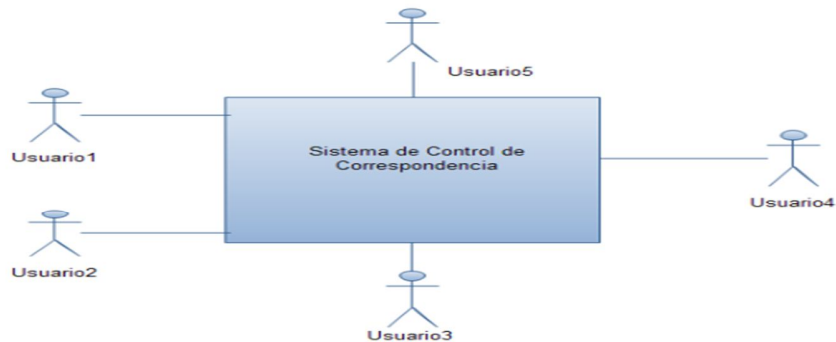 Usuario5
Usuario1
Sistema de Control de
Correspondencia
Usuario4
Usuario2
Usuario3